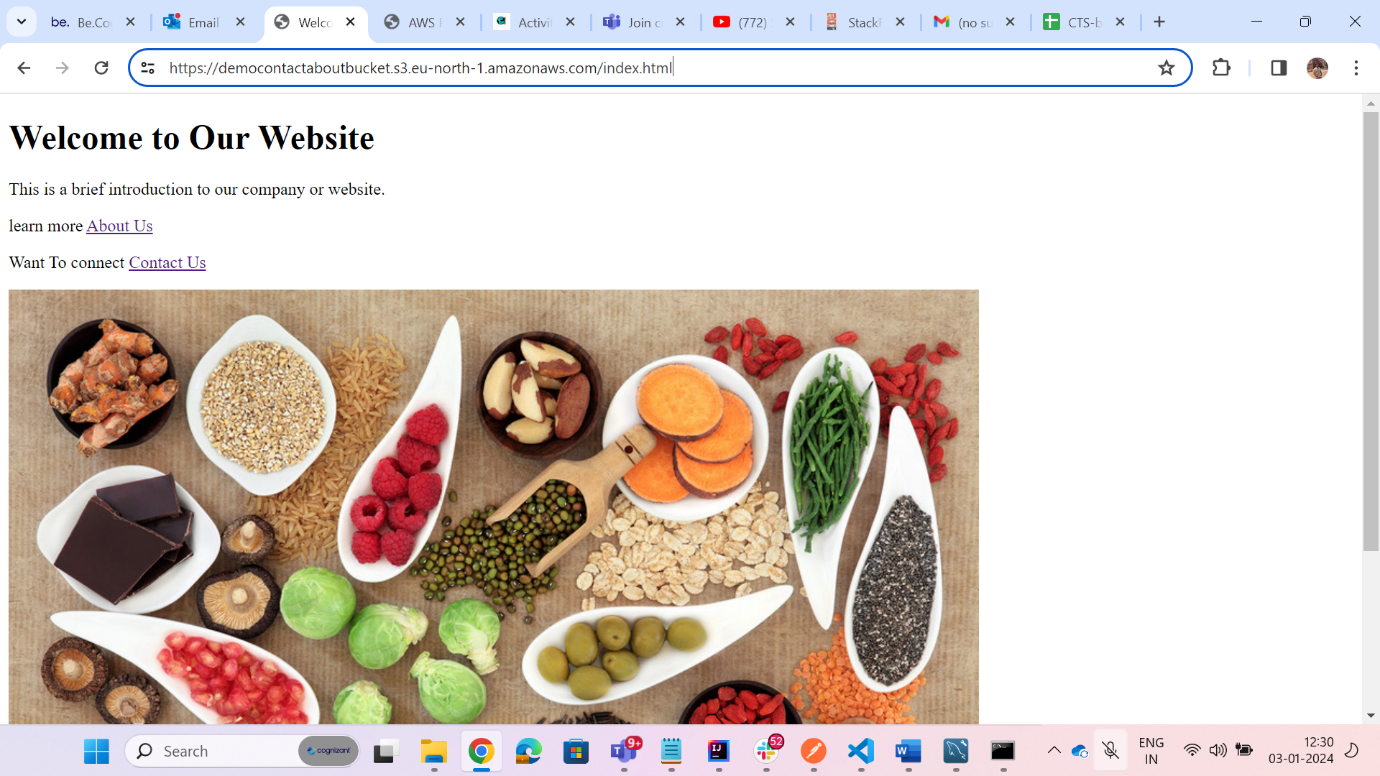 be. Be.Co
Email
Welco
AWS
Activi
Join o
(772)
Stack
(no su
CTS-b
https://democontactaboutbucket.s3.eu-north-1.amazonaws.com/index.html
Welcome to Our Website
This is a brief introduction to our company or website.
learn more About Us
Want To connect Contact Us
Search
cognizant
9+
52
ENG
IN
12:30
03-01-2024